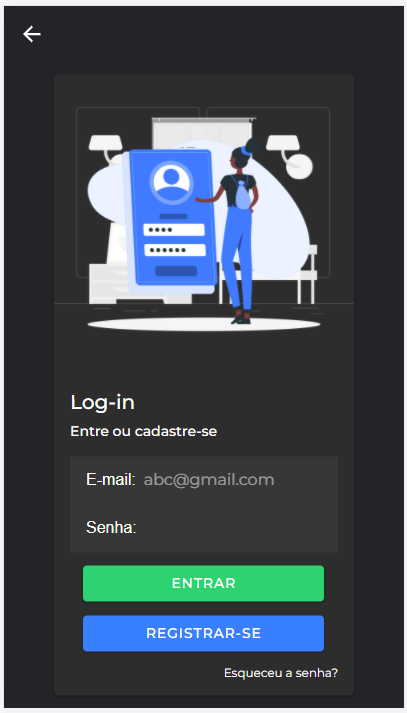 Log-in
Entre ou cadastre-se
E-mail: abc@gmail.com
Senha:
ENTRAR
REGISTRAR-SE
Esqueceu a senha?